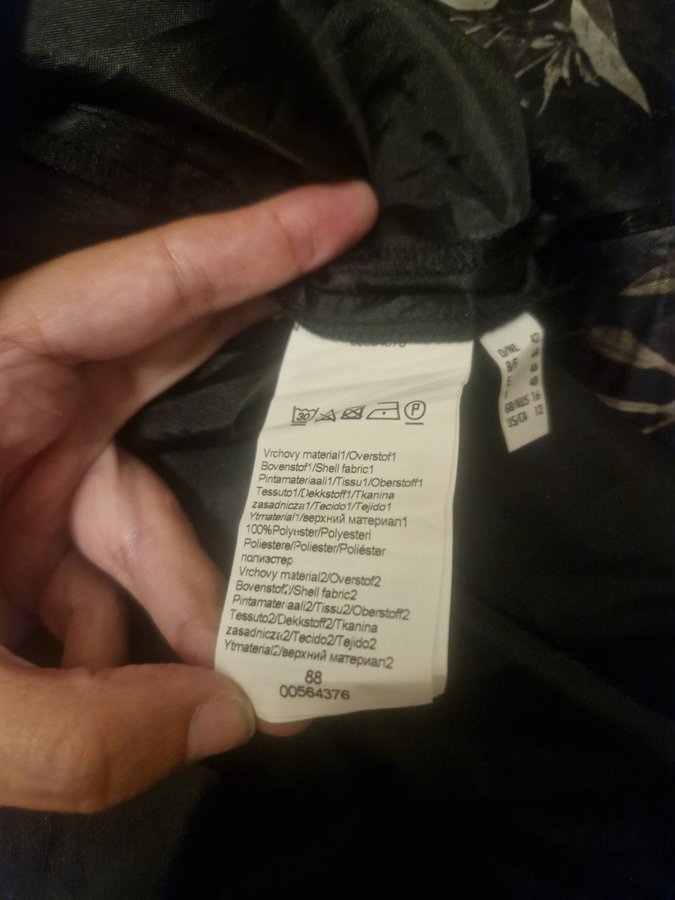 30
P
Vrchovy material1/Overstof1
Bovenstof1/Shell fabric1
Pintamateriaali1/Tissu1/Oberstoff1
Tessuto1/Dekkstoff1/Tkanina
zasadnicza1/Tecido1/Tejido1
Ytmaterial1/верхний материал1
100%Polyester/Polyesteri
Poliestere/Poliester/Poliéster
полиэстер
Vrchovy material2/Overstof2
Bovenstof2/Shell fabric2
Pintamateriaali2/Tissu2/Oberstoff2
Tessuto2/Dekkstoff2/Tkanina
zasadnicza2/Tecido2/Tejido2
Ytmaterial2/верхний материал2
88
00564376
D/NL 42
B/F 44
E 46
I 48
GB/AUS 16
US/CA 12